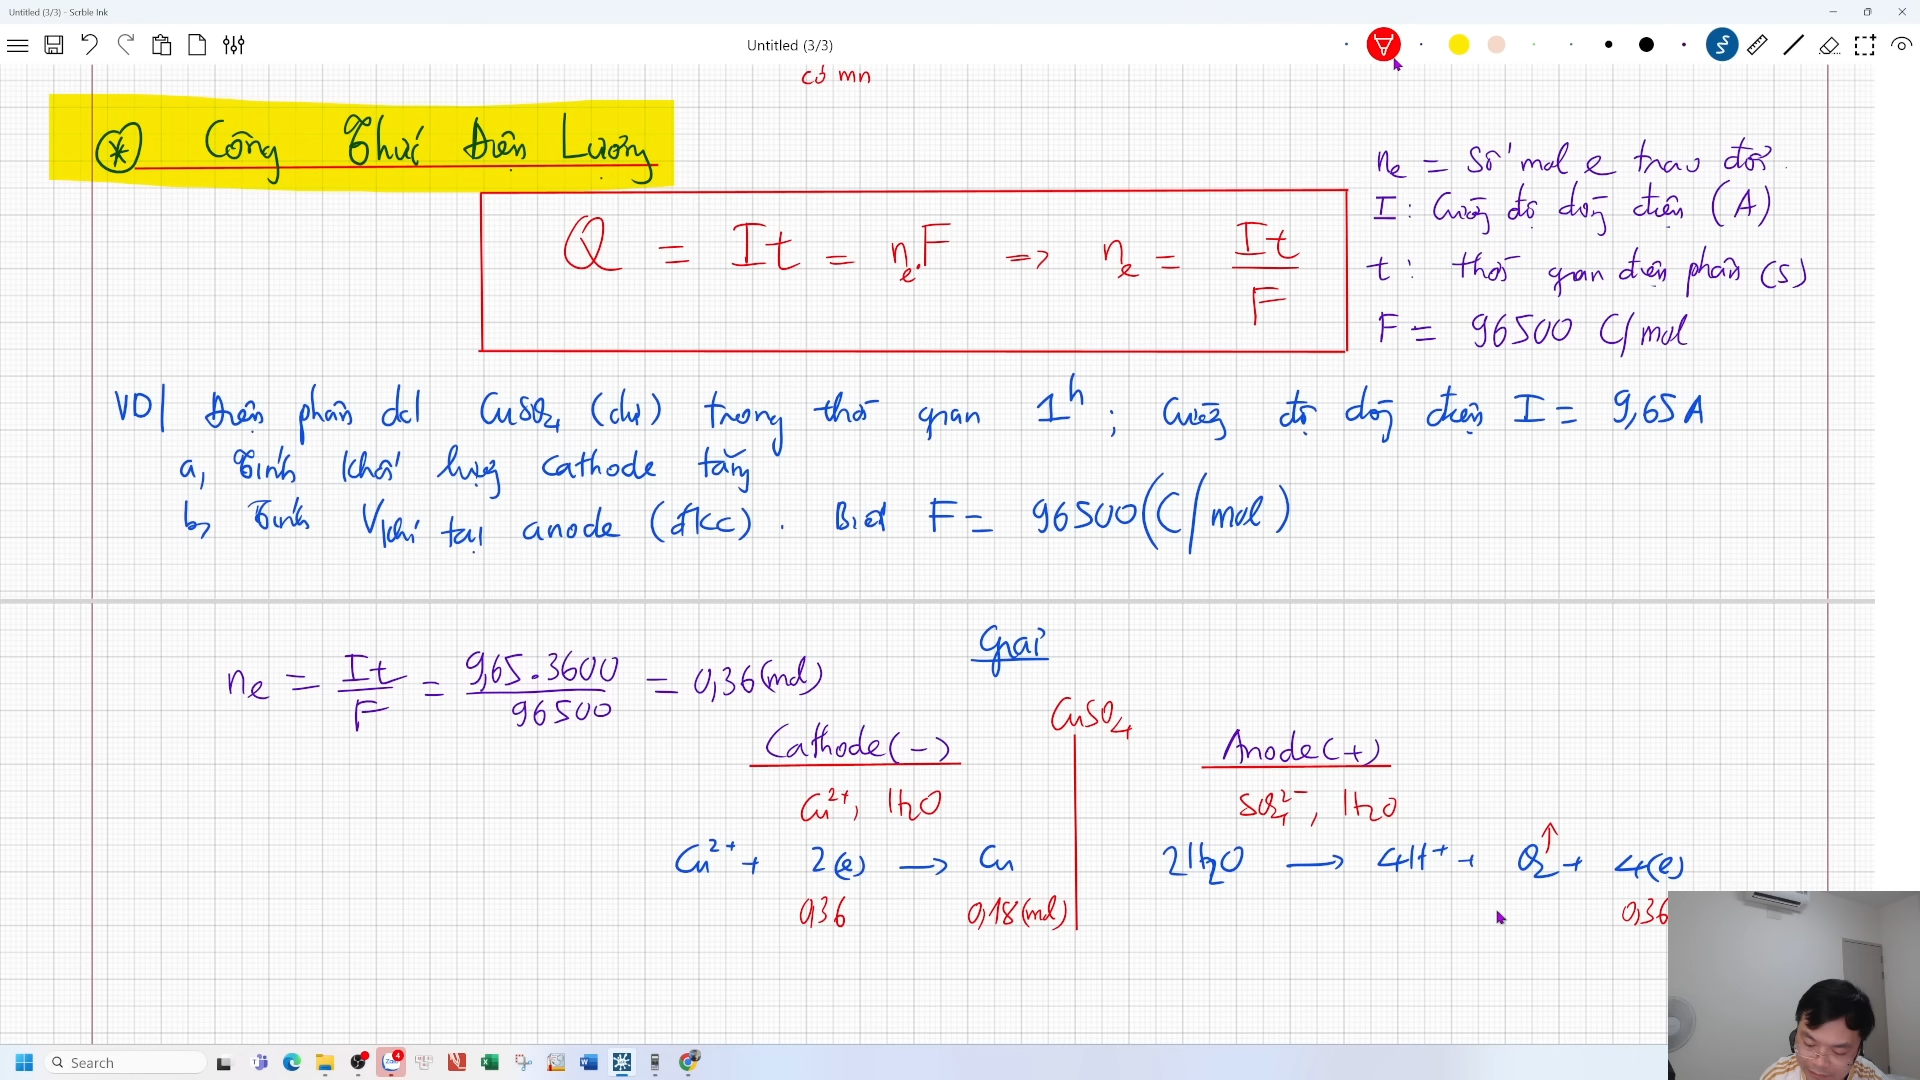 Untitled (3/3) - Scrble Ink
Untitled (3/3)
có mn
* Công Thức Điện Lượng
Q = It = ne.F => ne = It/F
ne = Số mol e trao đổi.
I: Cường độ dòng điện (A)
t: thời gian điện phân (s)
F = 96500 C/mol
VD| Điện phân dd CuSO4 (dư) trong thời gian 1h; Cường độ dòng điện I = 9,65A
a, Tính khối lượng cathode tăng
b, Tính Vkhí tại anode (đkc). Biết F = 96500(C/mol)
Giải
ne = It/F = 9,65.3600/96500 = 0,36(mol)
CuSO4
Cathode(-)
Cu2+, H2O
Cu2+ + 2(e) → Cu
0,36 0,18(mol)
Anode(+)
SO42-, H2O
2H2O → 4H+ + O2↑ + 4(e)
0,36
Search
4